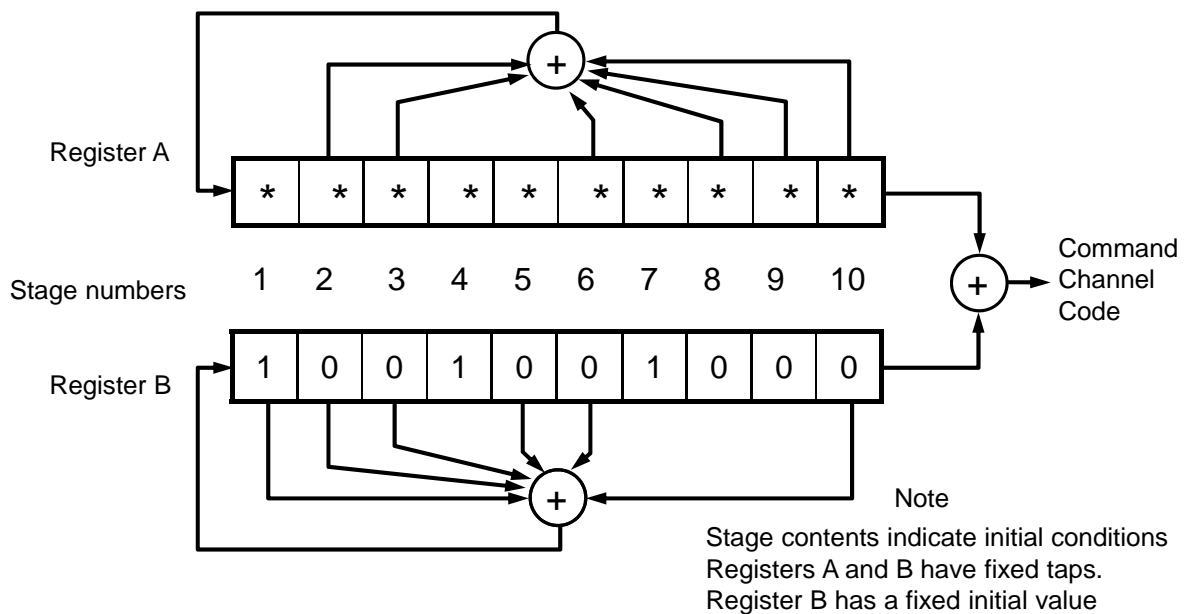 +
Register A
* * * * * * * * * *
Stage numbers 1 2 3 4 5 6 7 8 9 10
+
Command
Channel
Code
Register B
1 0 0 1 0 0 1 0 0 0
+
Note
Stage contents indicate initial conditions
Registers A and B have fixed taps.
Register B has a fixed initial value